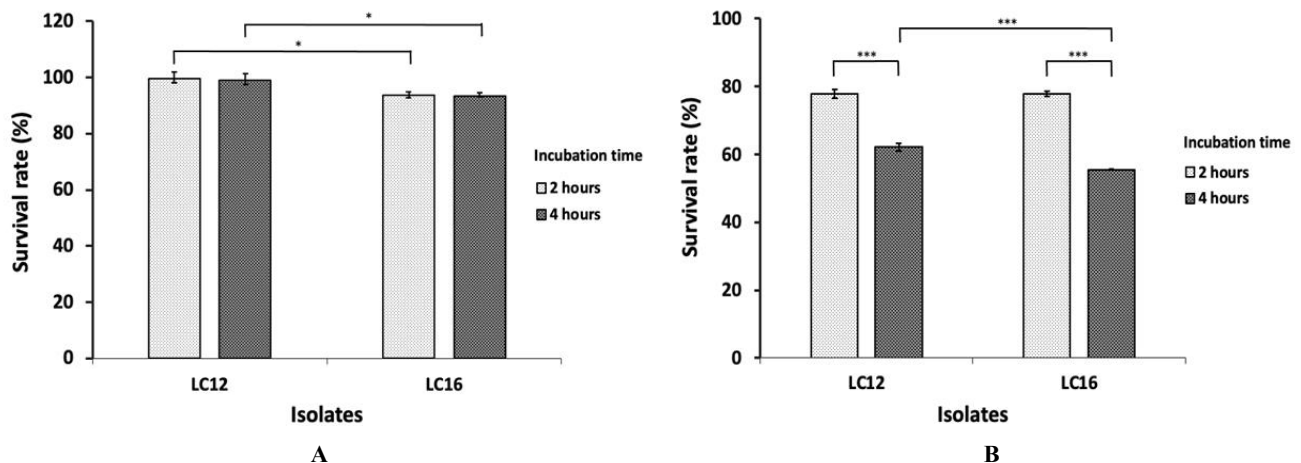 120
100
80
60
40
20
0
Survival rate (%)
*
*
LC12
LC16
Isolates
Incubation time
2 hours
4 hours
A
100
80
60
40
20
0
Survival rate (%)
***
***
***
LC12
LC16
Isolates
Incubation time
2 hours
4 hours
B